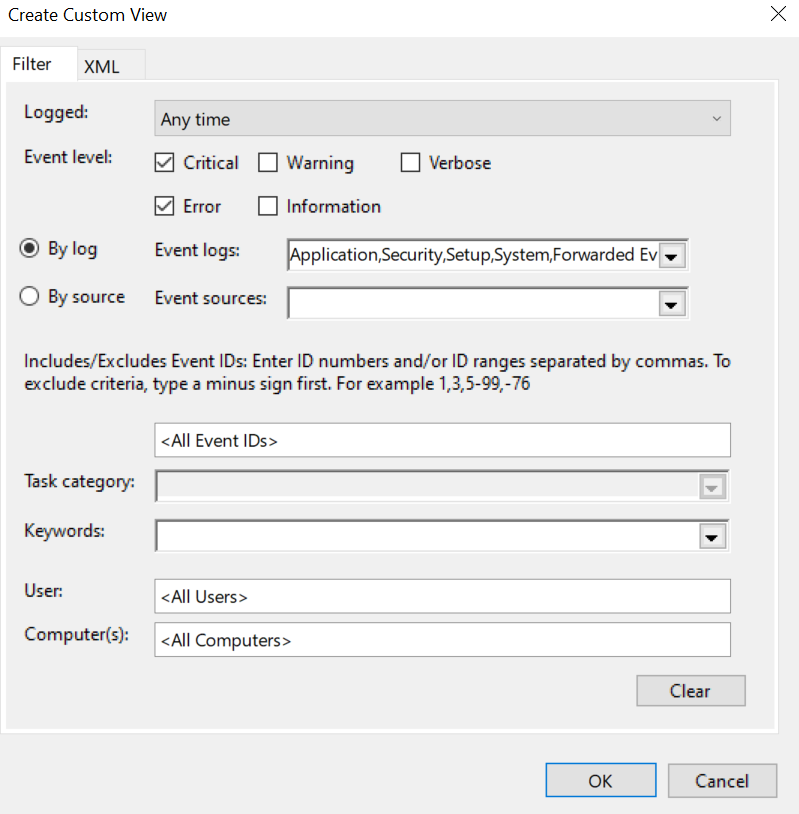 Create Custom View
Filter
XML
Logged:
Any time
Event level:
Critical
Warning
Verbose
Error
Information
By log
Event logs:
Application,Security,Setup,System,Forwarded Ev
By source
Event sources:
Includes/Excludes Event IDs: Enter ID numbers and/or ID ranges separated by commas. To
exclude criteria, type a minus sign first. For example 1,3,5-99,-76
<All Event IDs>
Task category:
Keywords:
User:
<All Users>
Computer(s):
<All Computers>
Clear
OK
Cancel